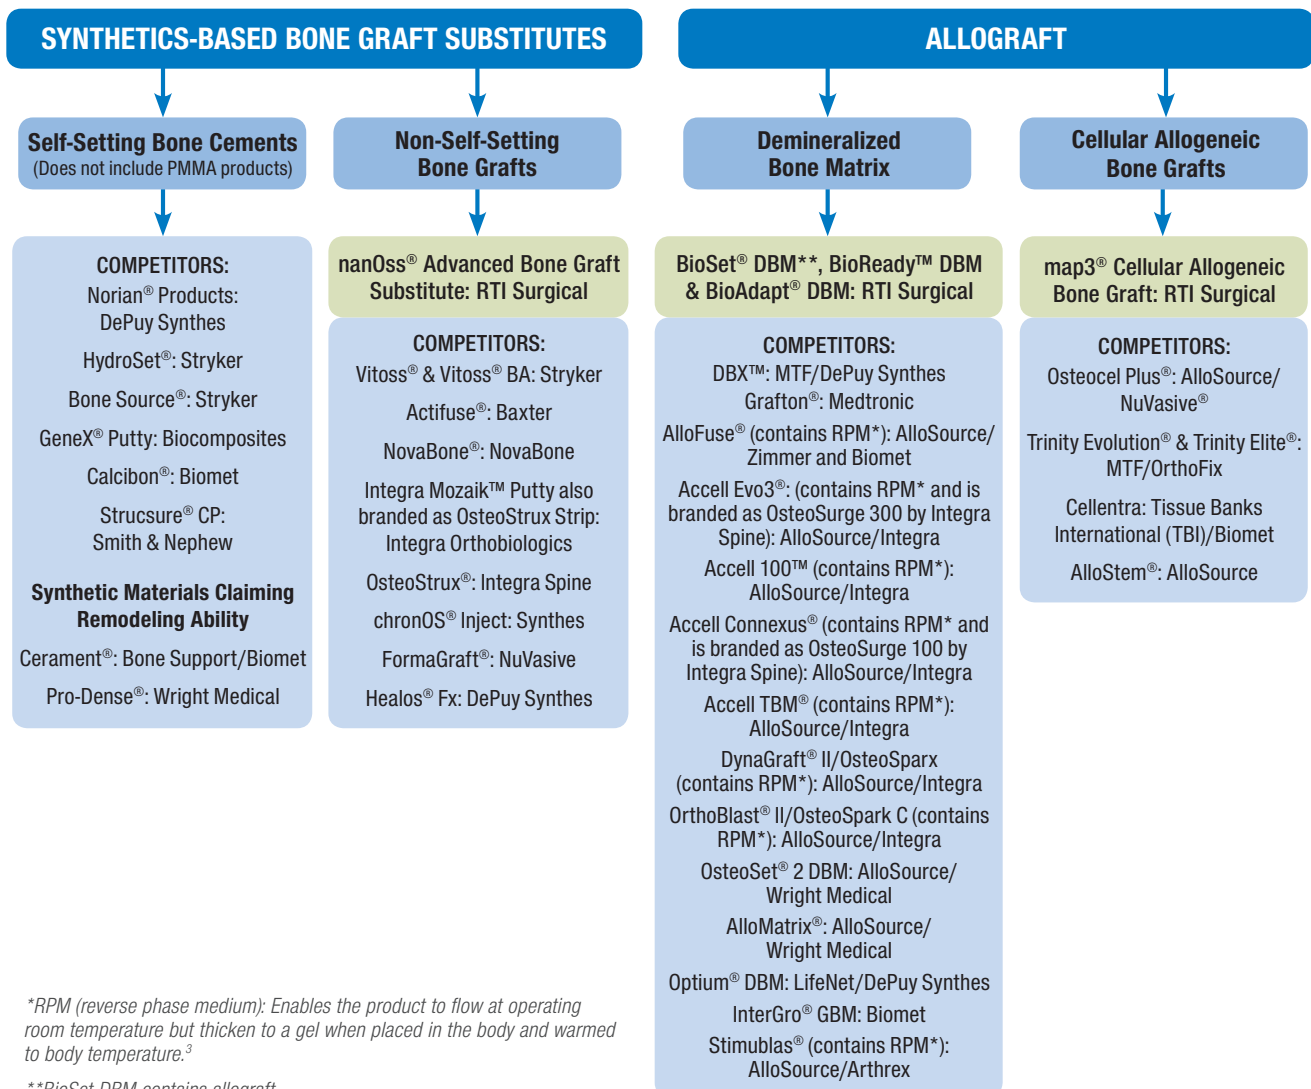 SYNTHETICS-BASED BONE GRAFT SUBSTITUTES
Self-Setting Bone Cements
(Does not include PMMA products)
COMPETITORS:
Norian® Products:
DePuy Synthes
HydroSet®: Stryker
Bone Source®: Stryker
GeneX® Putty: Biocomposites
Calcibon®: Biomet
Strucsure® CP:
Smith & Nephew
Synthetic Materials Claiming
Remodeling Ability
Cerament®: Bone Support/Biomet
Pro-Dense®: Wright Medical
Non-Self-Setting
Bone Grafts
nanOss® Advanced Bone Graft
Substitute: RTI Surgical
COMPETITORS:
Vitoss® & Vitoss® BA: Stryker
Actifuse®: Baxter
NovaBone®: NovaBone
Integra Mozaik™ Putty also
branded as OsteoStrux Strip:
Integra Orthobiologics
OsteoStrux®: Integra Spine
chronOS® Inject: Synthes
FormaGraft®: NuVasive
Healos® Fx: DePuy Synthes
ALLOGRAFT
Demineralized
Bone Matrix
BioSet® DBM**, BioReady™ DBM
& BioAdapt® DBM: RTI Surgical
COMPETITORS:
DBX™: MTF/DePuy Synthes
Grafton®: Medtronic
AlloFuse® (contains RPM*): AlloSource/
Zimmer and Biomet
Accell Evo3®: (contains RPM* and is
branded as OsteoSurge 300 by Integra
Spine): AlloSource/Integra
Accell 100™ (contains RPM*):
AlloSource/Integra
Accell Connexus® (contains RPM* and
is branded as OsteoSurge 100 by
Integra Spine): AlloSource/Integra
Accell TBM® (contains RPM*):
AlloSource/Integra
DynaGraft® II/OsteoSparx
(contains RPM*): AlloSource/Integra
OrthoBlast® II/OsteoSpark C (contains
RPM*): AlloSource/Integra
OsteoSet® 2 DBM: AlloSource/
Wright Medical
AlloMatrix®: AlloSource/
Wright Medical
Optium® DBM: LifeNet/DePuy Synthes
InterGro® GBM: Biomet
Stimublas® (contains RPM*):
AlloSource/Arthrex
Cellular Allogeneic
Bone Grafts
map3® Cellular Allogeneic
Bone Graft: RTI Surgical
COMPETITORS:
Osteocel Plus®: AlloSource/
NuVasive®
Trinity Evolution® & Trinity Elite®:
MTF/OrthoFix
Cellentra: Tissue Banks
International (TBI)/Biomet
AlloStem®: AlloSource
*RPM (reverse phase medium): Enables the product to flow at operating
room temperature but thicken to a gel when placed in the body and warmed
to body temperature.3
**BioSet DBM contains allograft